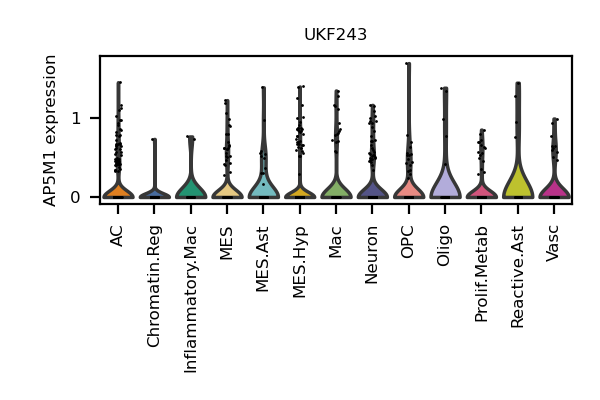 UKF243
AP5M1 expression
1
0
AC
Chromatin.Reg
Inflammatory.Mac
MES
MES.Ast
MES.Hyp
Mac
Neuron
OPC
Oligo
Prolif.Metab
Reactive.Ast
Vasc